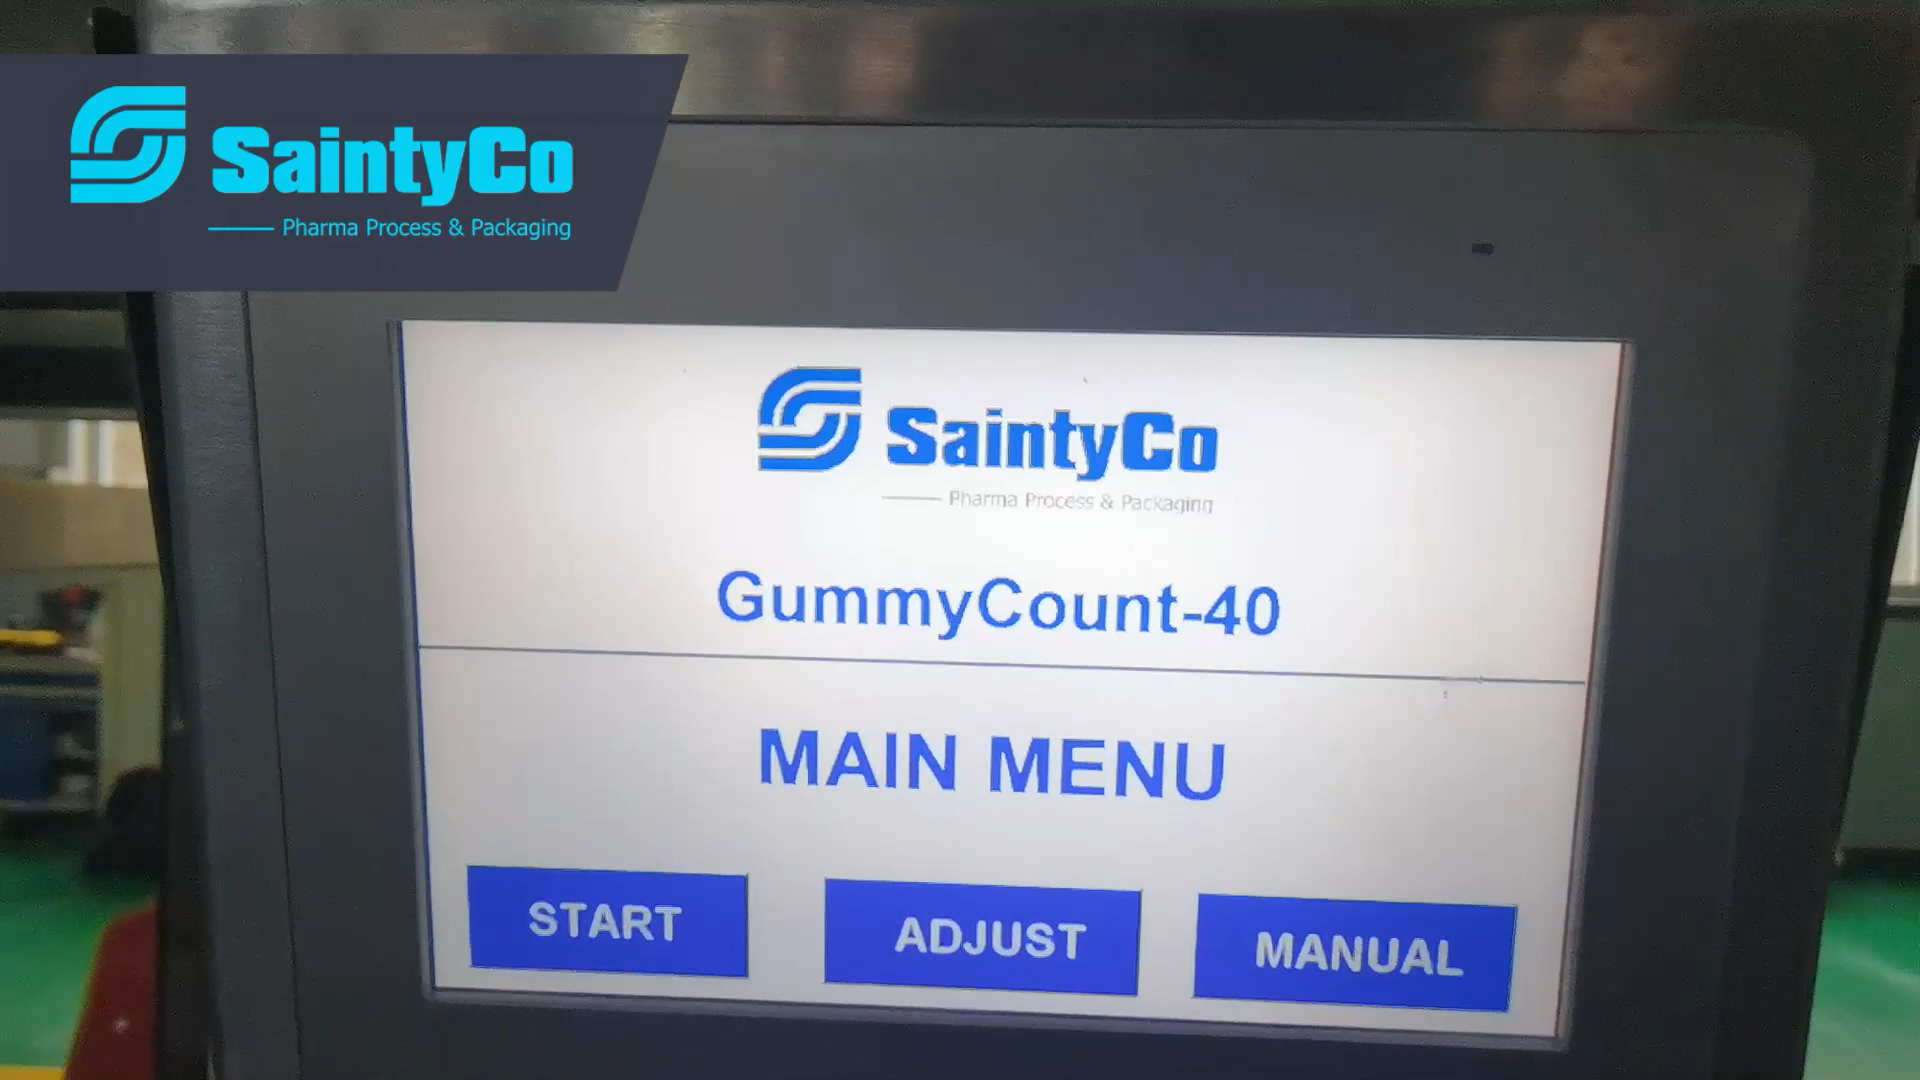 SaintyCo
Pharma Process & Packaging
SaintyCo
Pharma Process & Packaging
GummyCount-40
MAIN MENU
START ADJUST MANUAL